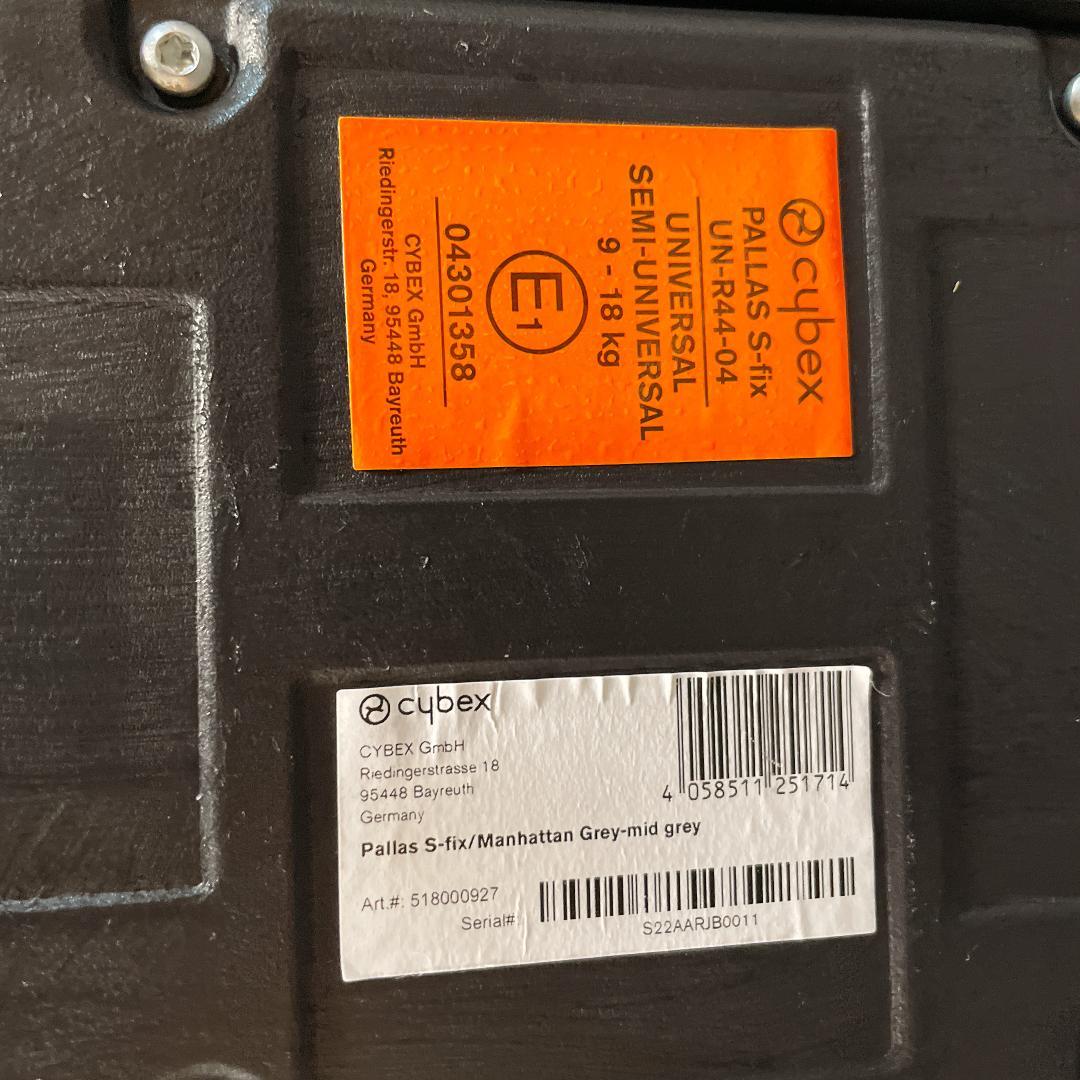 cybex
PALLAS S-fix
UN-R44-04
UNIVERSAL
SEMI-UNIVERSAL
9 - 18 kg
E1
04301358
CYBEX GmbH
Riedingerstr. 18, 95448 Bayreuth
Germany
cybex
CYBEX GmbH
Riedingerstrasse 18
95448 Bayreuth
Germany
4 058511 251714
Pallas S-fix/Manhattan Grey-mid grey
Art.#: 518000927
Serial#:
S22AARJB0011